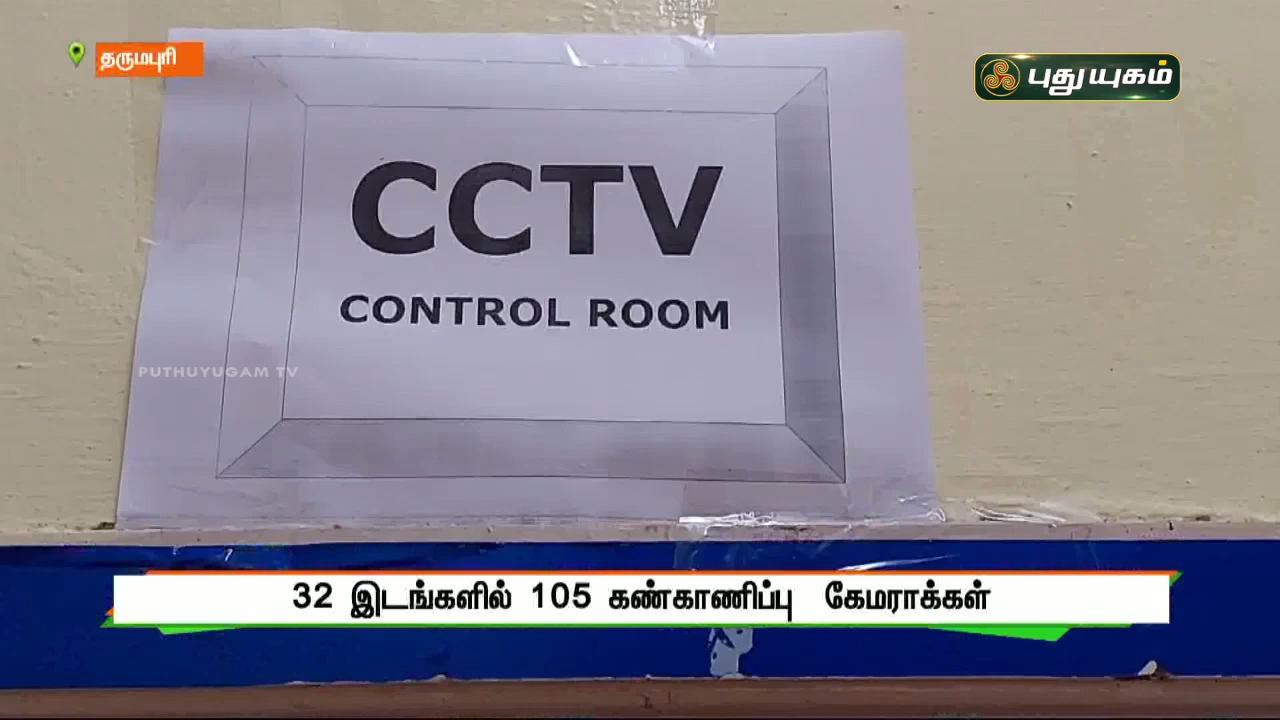 தருமபுரி
புதுயுகம்
CCTV
CONTROL ROOM
PUTHUYUGAM TV
32 இடங்களில் 105 கண்காணிப்பு கேமராக்கள்